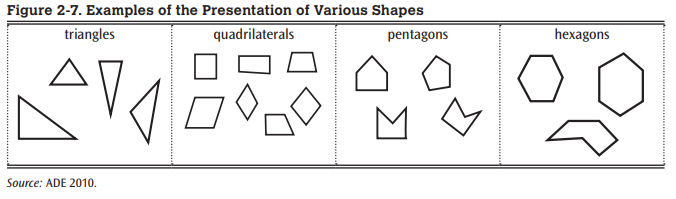 Figure 2-7. Examples of the Presentation of Various Shapes
triangles quadrilaterals pentagons hexagons
Source: ADE 2010.